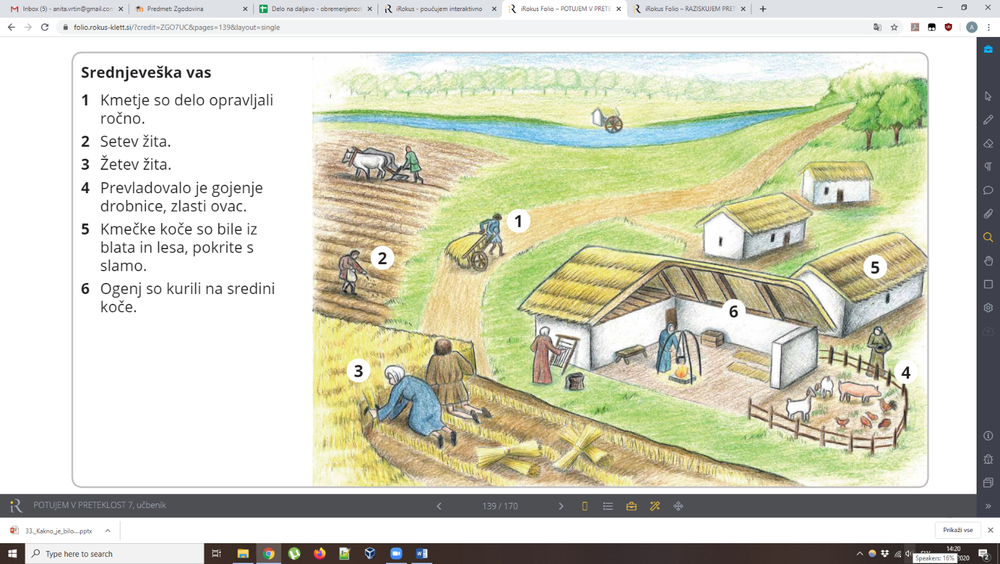 Inbox (5) - anita.vrtin@gmail.com
Predmet: Zgodovina
Delo na daljavo - obremenjenost
iRokus - poučujem interaktivno
iRokus Folio – POTUJEM V PRETE
iRokus Folio – RAZISKUJEM PRET
folio.rokus-klett.si/?credit=ZGO7UC&pages=139&layout=single
A
Srednjeveška vas
1 Kmetje so delo opravljali
ročno.
2 Setev žita.
3 Žetev žita.
4 Prevladovalo je gojenje
drobnice, zlasti ovac.
5 Kmečke koče so bile iz
blata in lesa, pokrite s
slamo.
6 Ogenj so kurili na sredini
koče.
1
2
5
6
3
4
POTUJEM V PRETEKLOST 7, učbenik
139 / 170
33._Kakno_je_bilo....pptx
Prikaži vse
Type here to search
14:20
Speakers: 16%
2020
2